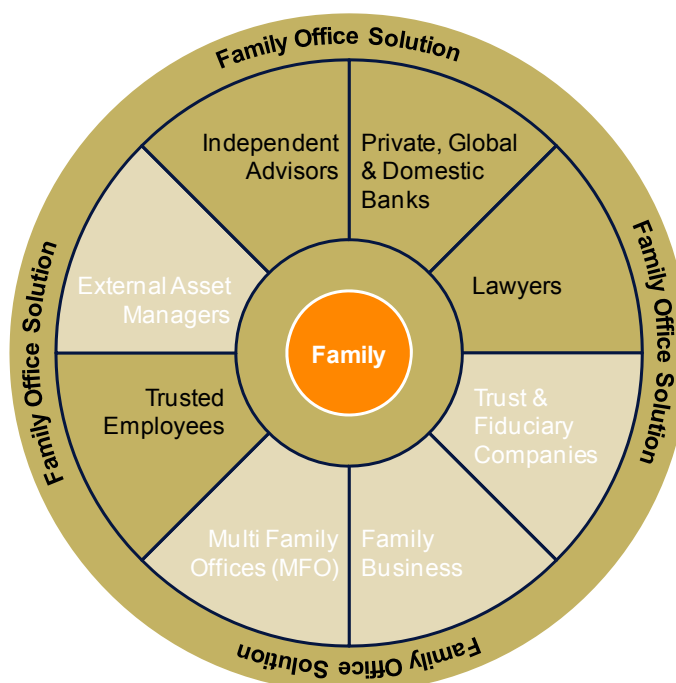 Family Office Solution
Independent
Advisors
Private, Global
& Domestic
Banks
Family Office Solution
Lawyers
Trust &
Fiduciary
Companies
Family
Business
Family Office Solution
Multi Family
Offices (MFO)
Trusted
Employees
Family Office Solution
External Asset
Managers
Family